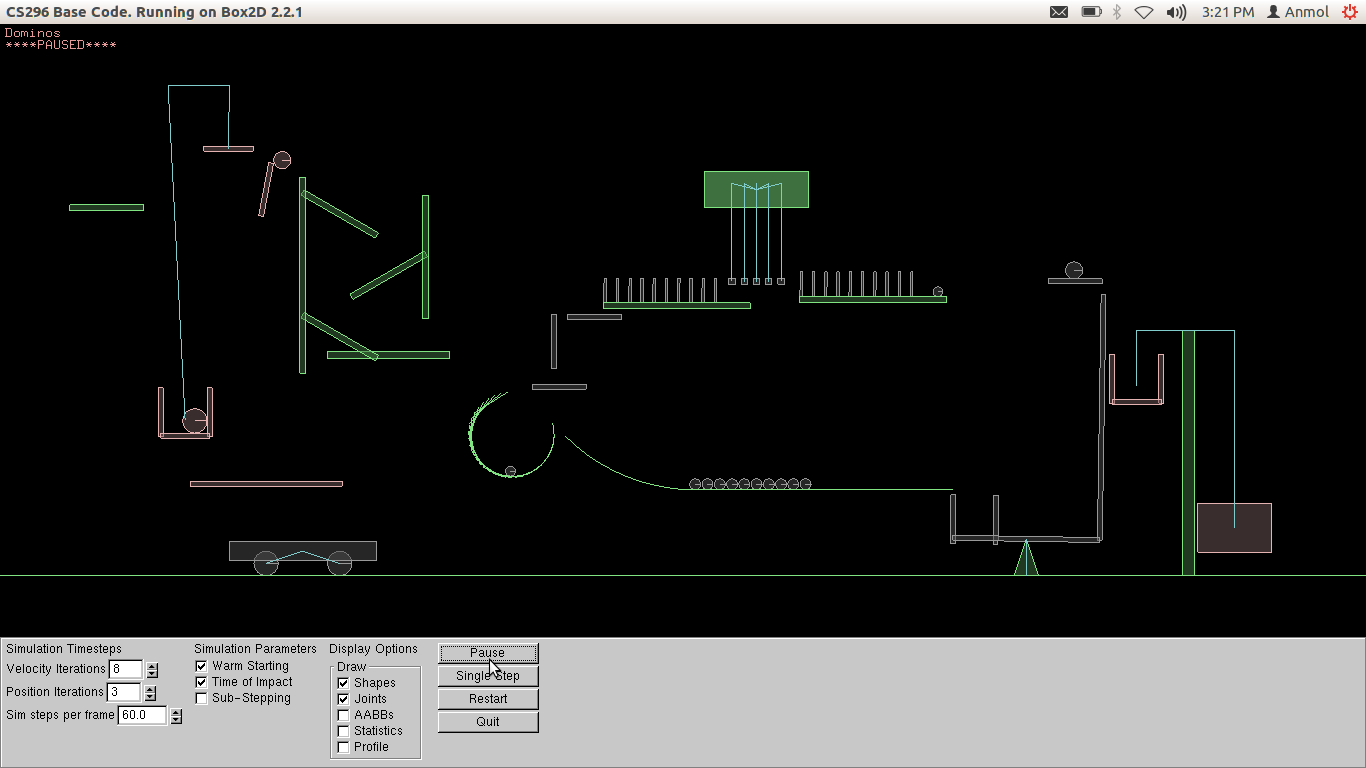 CS296 Base Code. Running on Box2D 2.2.1
3:21 PM Anmol
Dominos
****PAUSED****
Simulation Timesteps
Velocity Iterations 8
Position Iterations 3
Sim steps per frame 60.0
Simulation Parameters
Warm Starting
Time of Impact
Sub-Stepping
Display Options
Draw
Shapes
Joints
AABBs
Statistics
Profile
Pause
Single Step
Restart
Quit